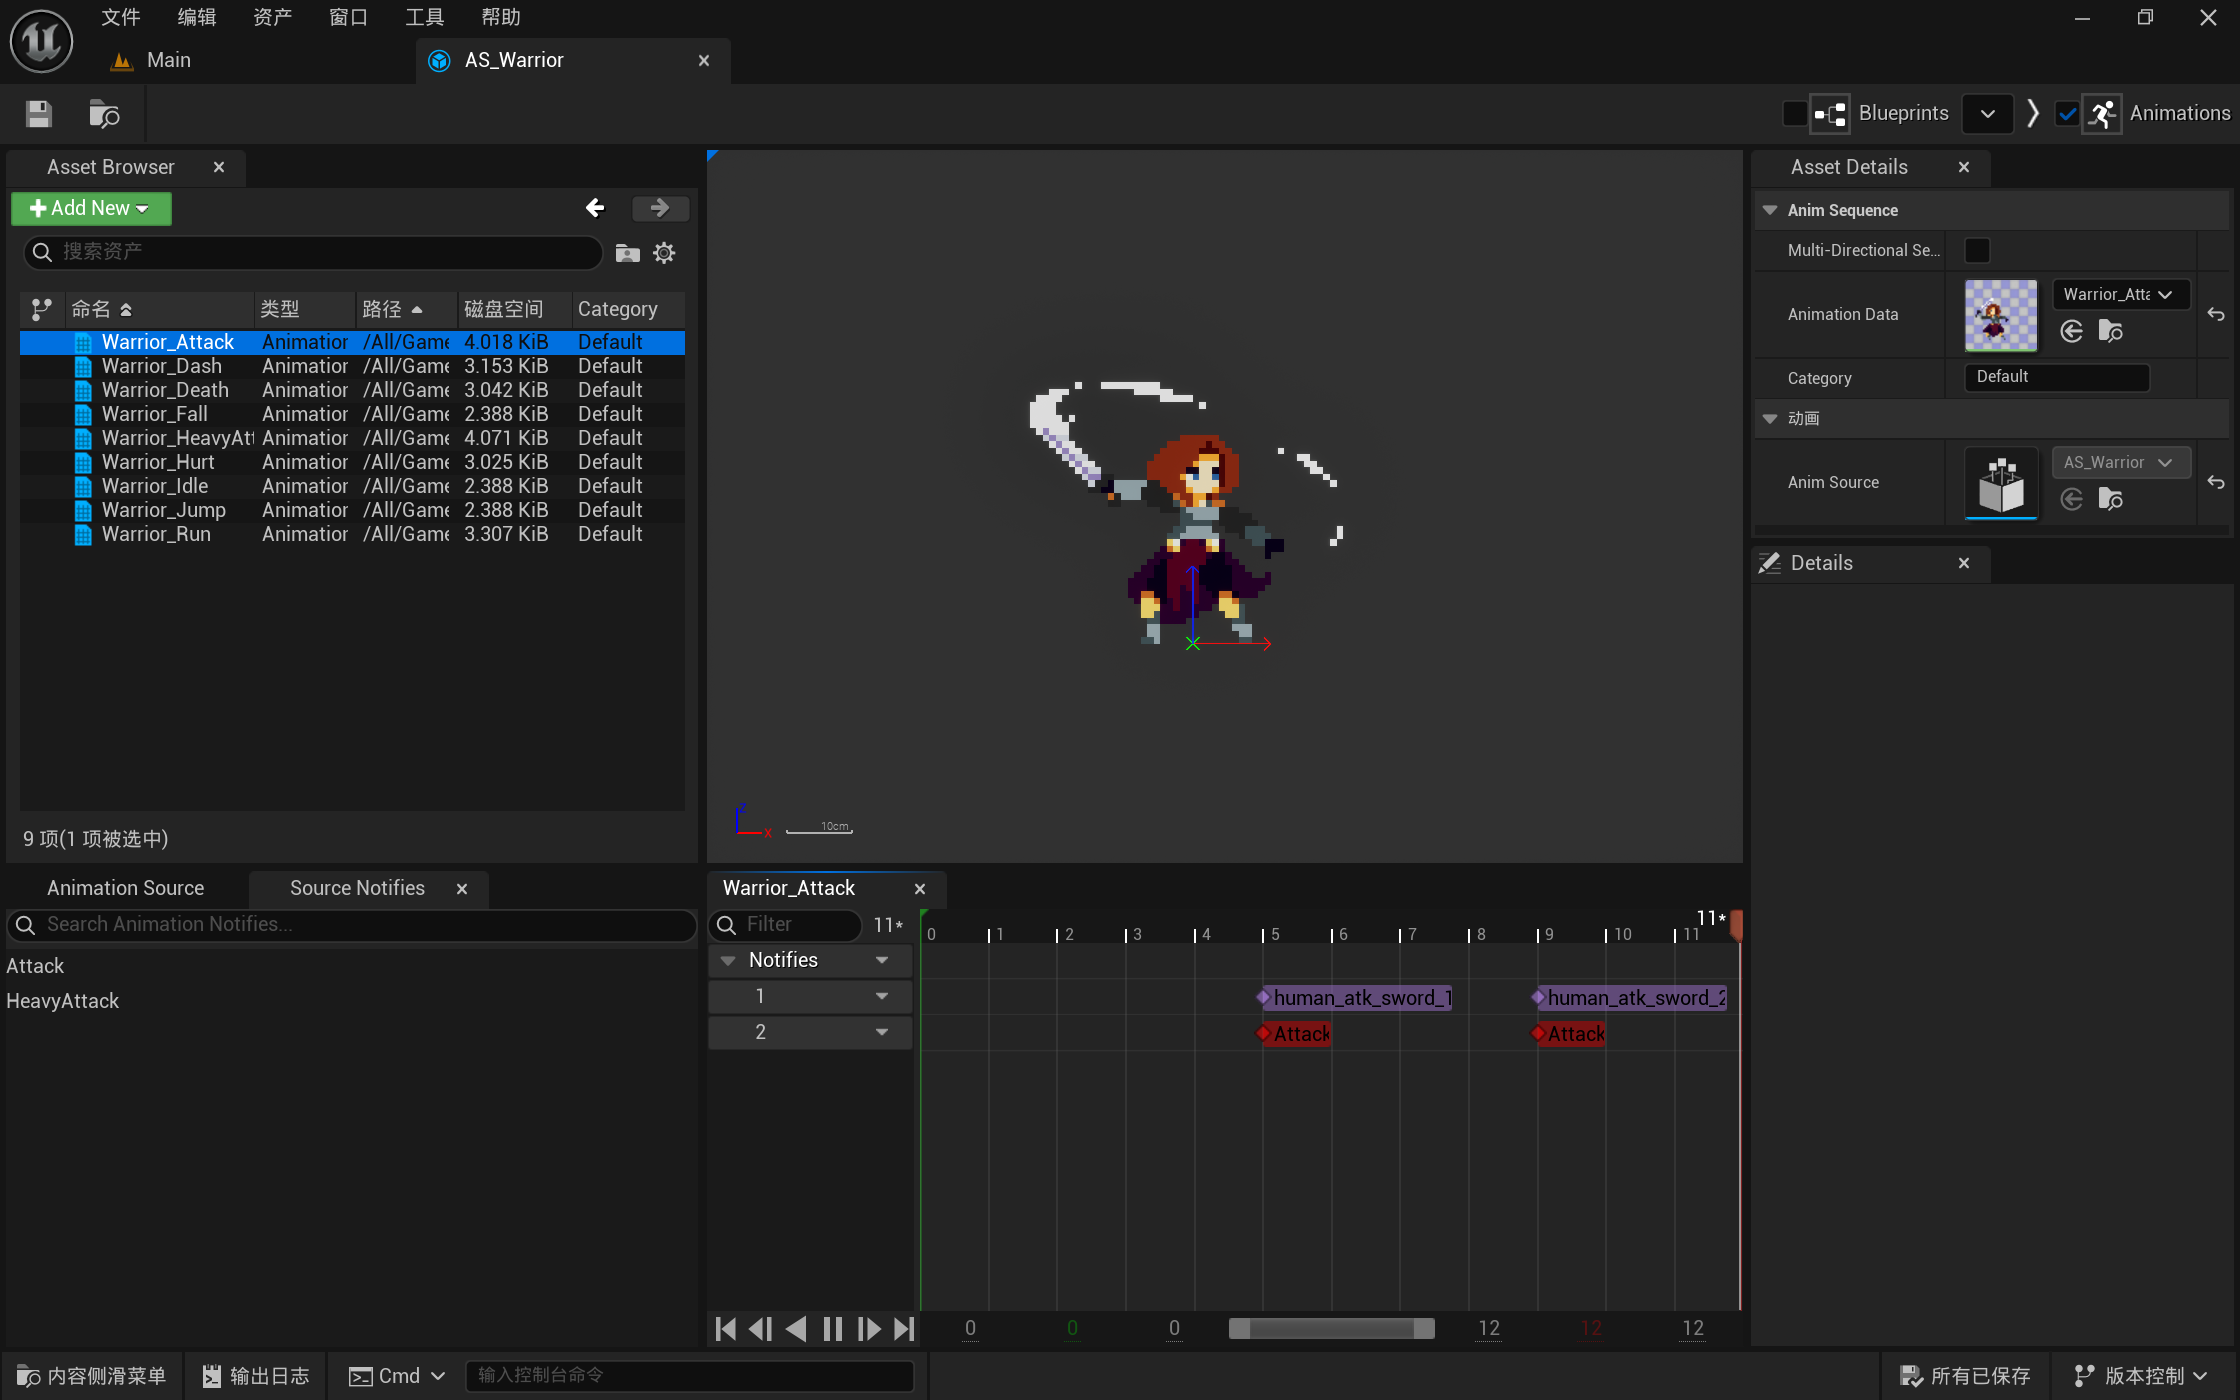 文件 编辑 资产 窗口 工具 帮助
Main AS_Warrior
Blueprints Animations
Asset Browser
Add New
搜索资产
命名 类型 路径 磁盘空间 Category
Warrior_Attack Animation /All/Game 4.018 KiB Default
Warrior_Dash Animation /All/Game 3.153 KiB Default
Warrior_Death Animation /All/Game 3.042 KiB Default
Warrior_Fall Animation /All/Game 2.388 KiB Default
Warrior_HeavyAtt Animation /All/Game 4.071 KiB Default
Warrior_Hurt Animation /All/Game 3.025 KiB Default
Warrior_Idle Animation /All/Game 2.388 KiB Default
Warrior_Jump Animation /All/Game 2.388 KiB Default
Warrior_Run Animation /All/Game 3.307 KiB Default
9 项(1 项被选中)
Z
X
10cm
Asset Details
Anim Sequence
Multi-Directional Se...
Animation Data Warrior_Atta
Category Default
动画
Anim Source AS_Warrior
Details
Animation Source Source Notifies
Search Animation Notifies...
Attack
HeavyAttack
Warrior_Attack
Filter 11*
11*
0 1 2 3 4 5 6 7 8 9 10 11
Notifies
1 human_atk_sword_1 human_atk_sword_2
2 Attack Attack
0 0 0 12 12 12
内容侧滑菜单 输出日志 Cmd 输入控制台命令 所有已保存 版本控制